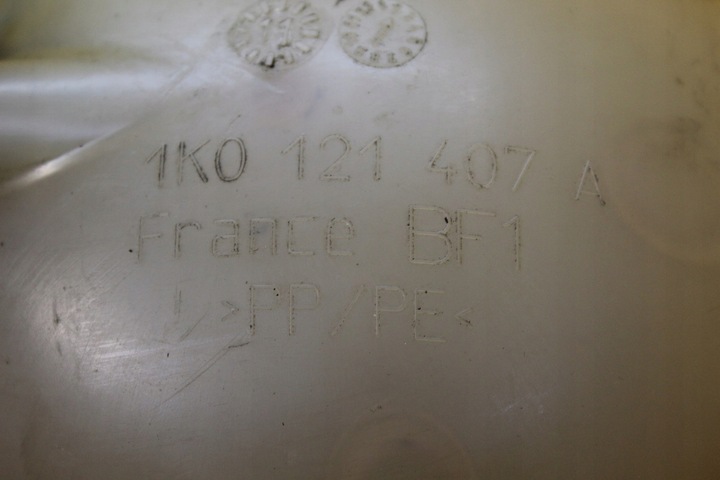 1K0 121 407 A
France BF1
>PP/PE<